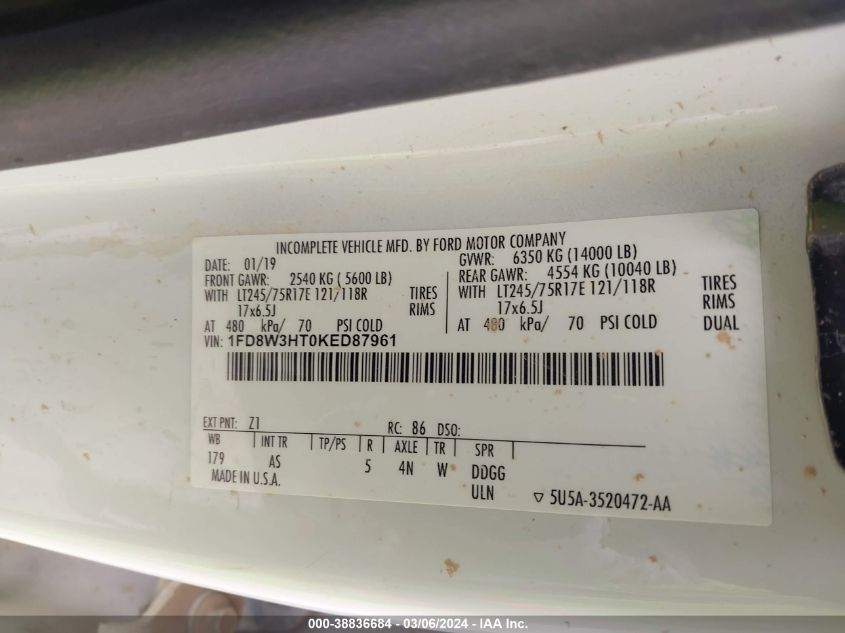 INCOMPLETE VEHICLE MFD. BY FORD MOTOR COMPANY
DATE: 01/19 GVWR: 6350 KG (14000 LB)
FRONT GAWR: 2540 KG ( 5600 LB) REAR GAWR: 4554 KG (10040 LB)
WITH LT245/75R17E 121/118R TIRES WITH LT245/75R17E 121/118R TIRES
17x6.5J RIMS 17x6.5J RIMS
AT 480 kPa/ 70 PSI COLD AT 480 kPa/ 70 PSI COLD DUAL
VIN: 1FD8W3HT0KED87961
EXT PNT: Z1 RC: 86 DSO:
WB INT TR TP/PS R AXLE TR SPR
179 AS 5 4N W DDGG
MADE IN U.S.A. ULN ▽ 5U5A-3520472-AA
000-38836684 - 03/06/2024 - IAA Inc.